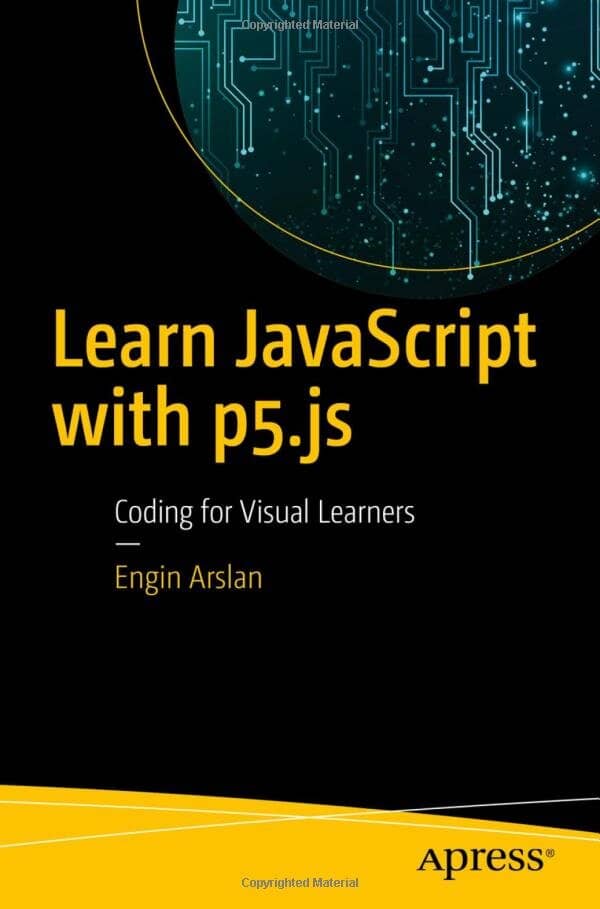 Copyrighted Material
Learn JavaScript
with p5.js
Coding for Visual Learners
—
Engin Arslan
Apress®
Copyrighted Material